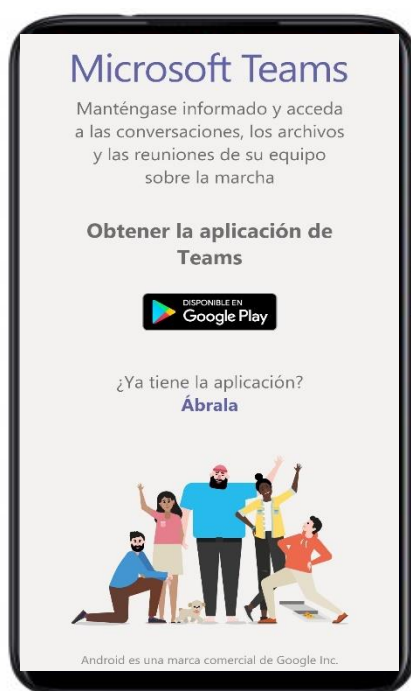 Microsoft Teams
Manténgase informado y acceda
a las conversaciones, los archivos
y las reuniones de su equipo
sobre la marcha
Obtener la aplicación de
Teams
DISPONIBLE EN
Google Play
¿Ya tiene la aplicación?
Ábrala
Android es una marca comercial de Google Inc.